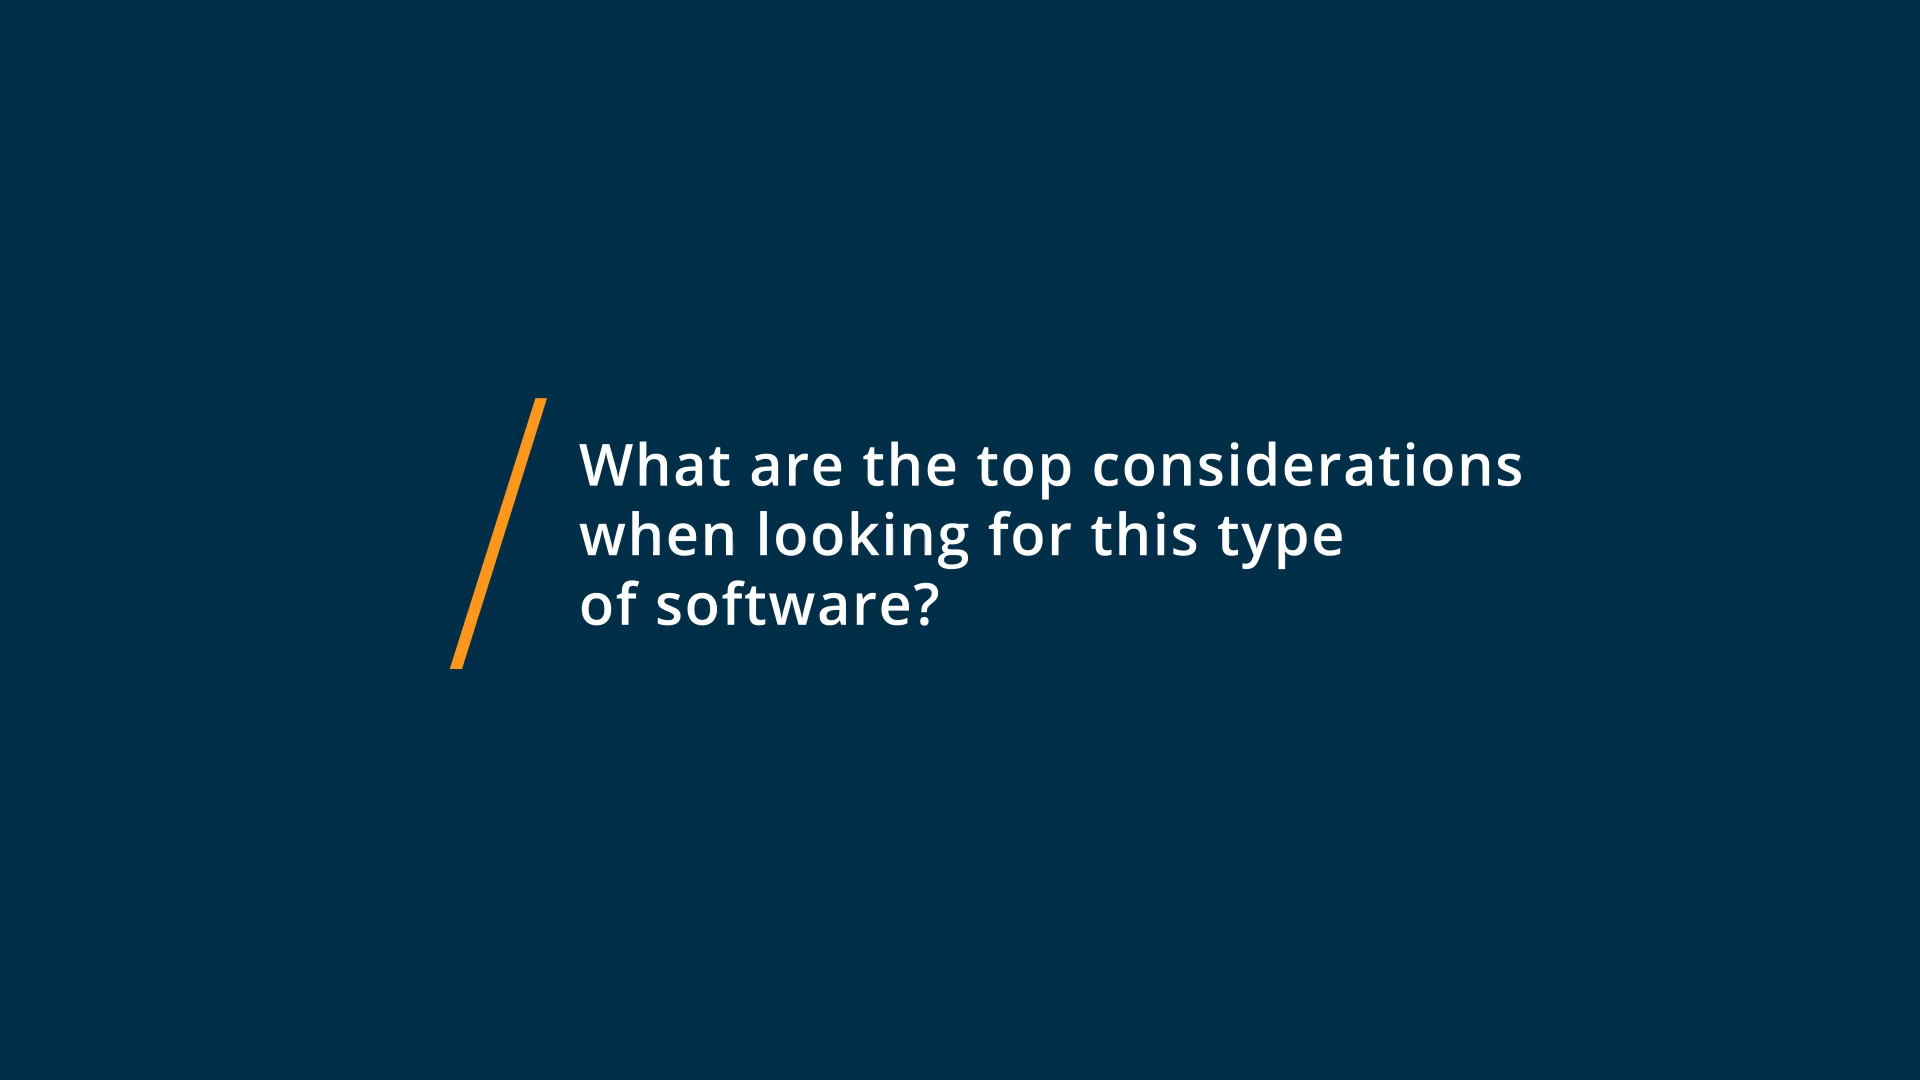 What are the top considerations
when looking for this type
of software?